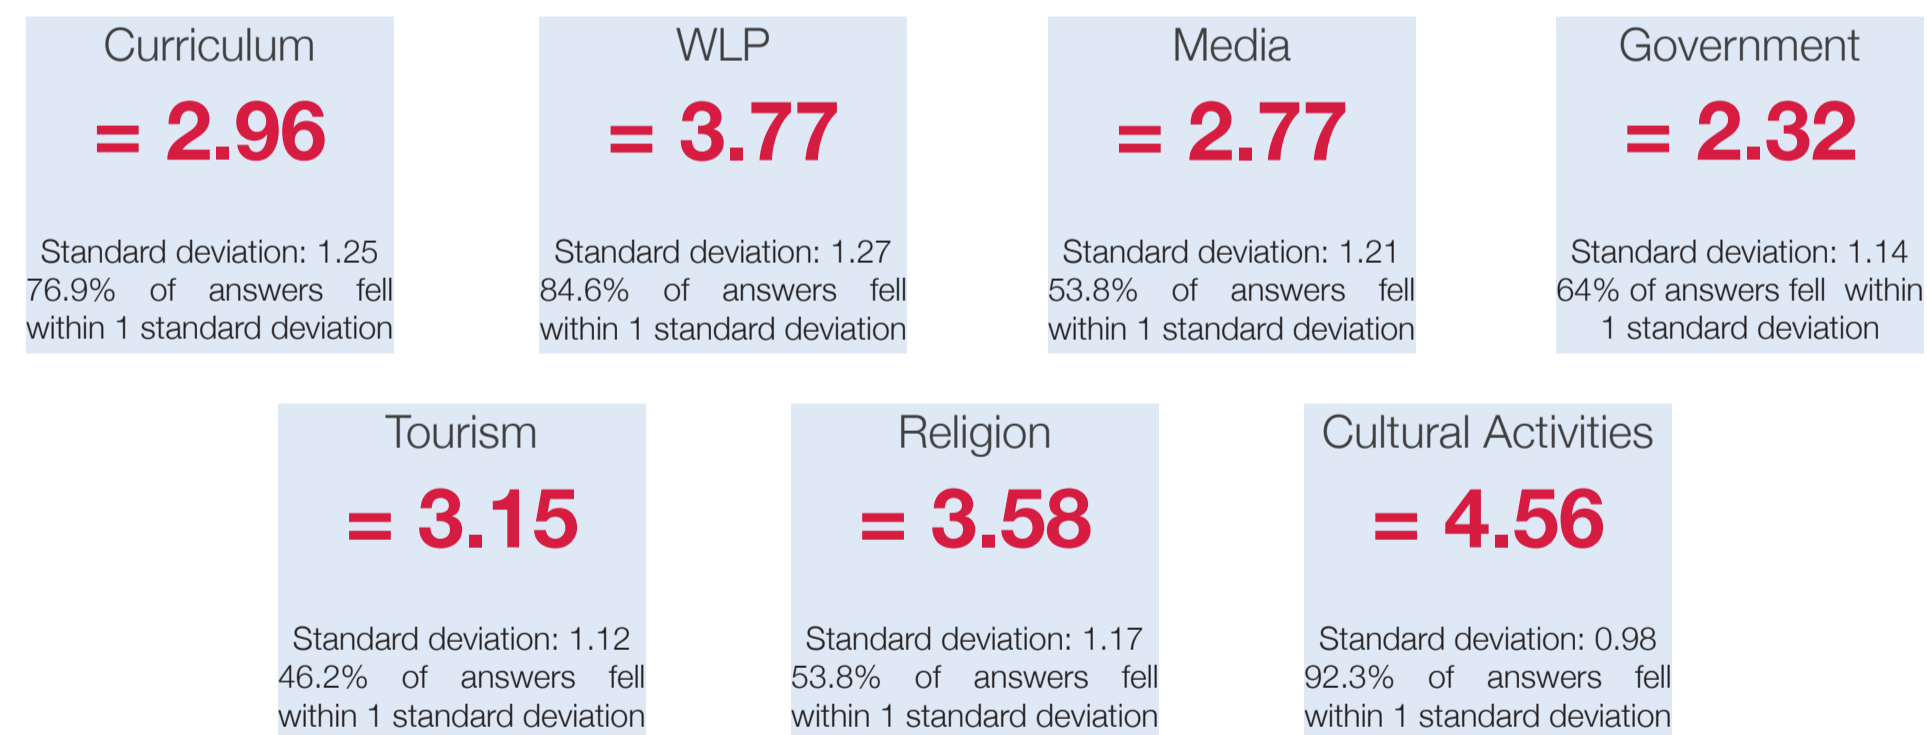 Curriculum
= 2.96
Standard deviation: 1.25
76.9% of answers fell
within 1 standard deviation
WLP
= 3.77
Standard deviation: 1.27
84.6% of answers fell
within 1 standard deviation
Media
= 2.77
Standard deviation: 1.21
53.8% of answers fell
within 1 standard deviation
Government
= 2.32
Standard deviation: 1.14
64% of answers fell within
1 standard deviation
Tourism
= 3.15
Standard deviation: 1.12
46.2% of answers fell
within 1 standard deviation
Religion
= 3.58
Standard deviation: 1.17
53.8% of answers fell
within 1 standard deviation
Cultural Activities
= 4.56
Standard deviation: 0.98
92.3% of answers fell
within 1 standard deviation